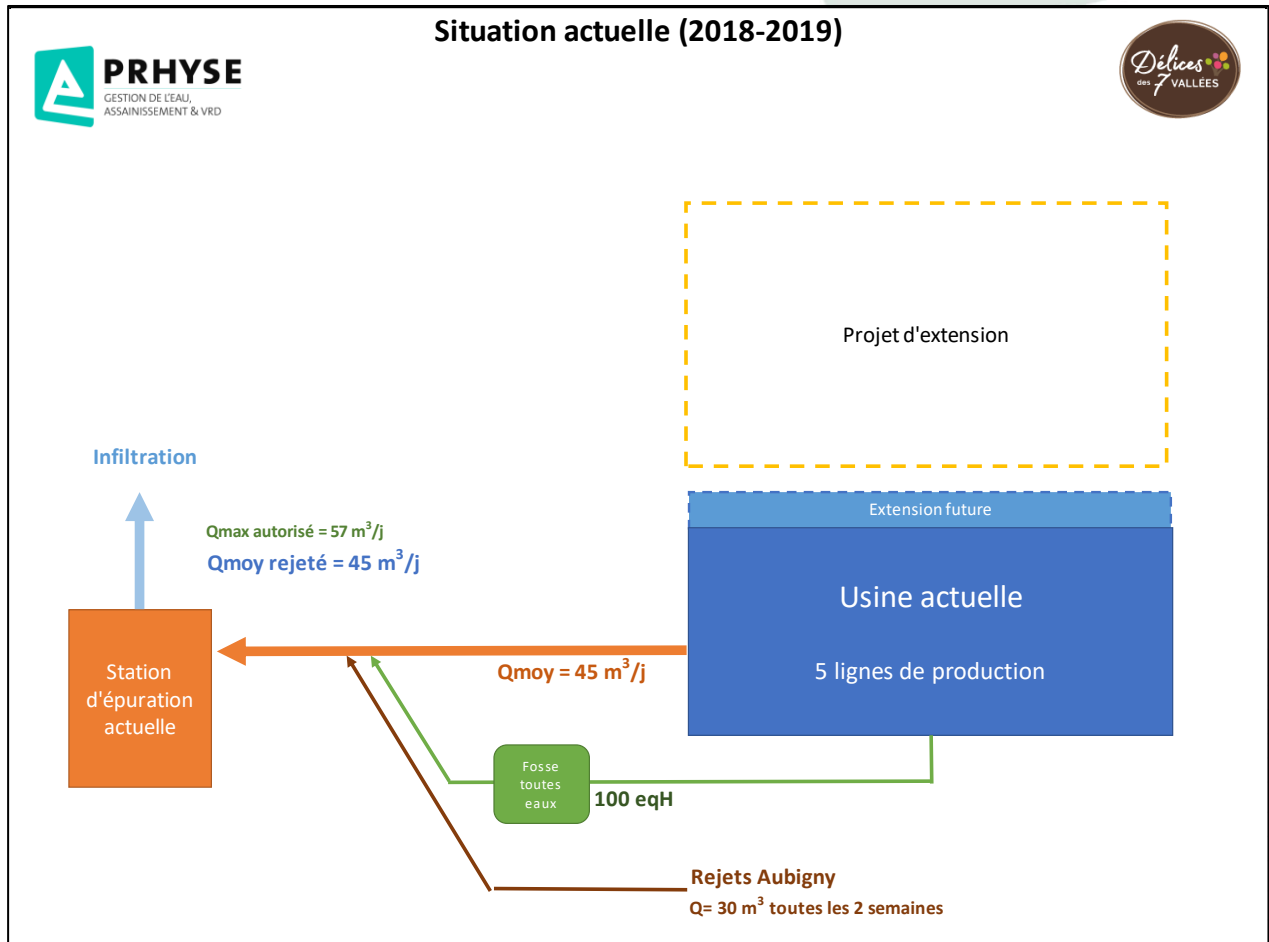 Situation actuelle (2018-2019)
PRHYSE
GESTION DE L'EAU,
ASSAINISSEMENT & VRD
Délices
des 7 VALLÉES
Projet d'extension
Infiltration
Qmax autorisé = 57 m³/j
Qmoy rejeté = 45 m³/j
Extension future
Usine actuelle
5 lignes de production
Station
d'épuration
actuelle
Qmoy = 45 m³/j
Fosse
toutes
eaux
100 eqH
Rejets Aubigny
Q= 30 m³ toutes les 2 semaines